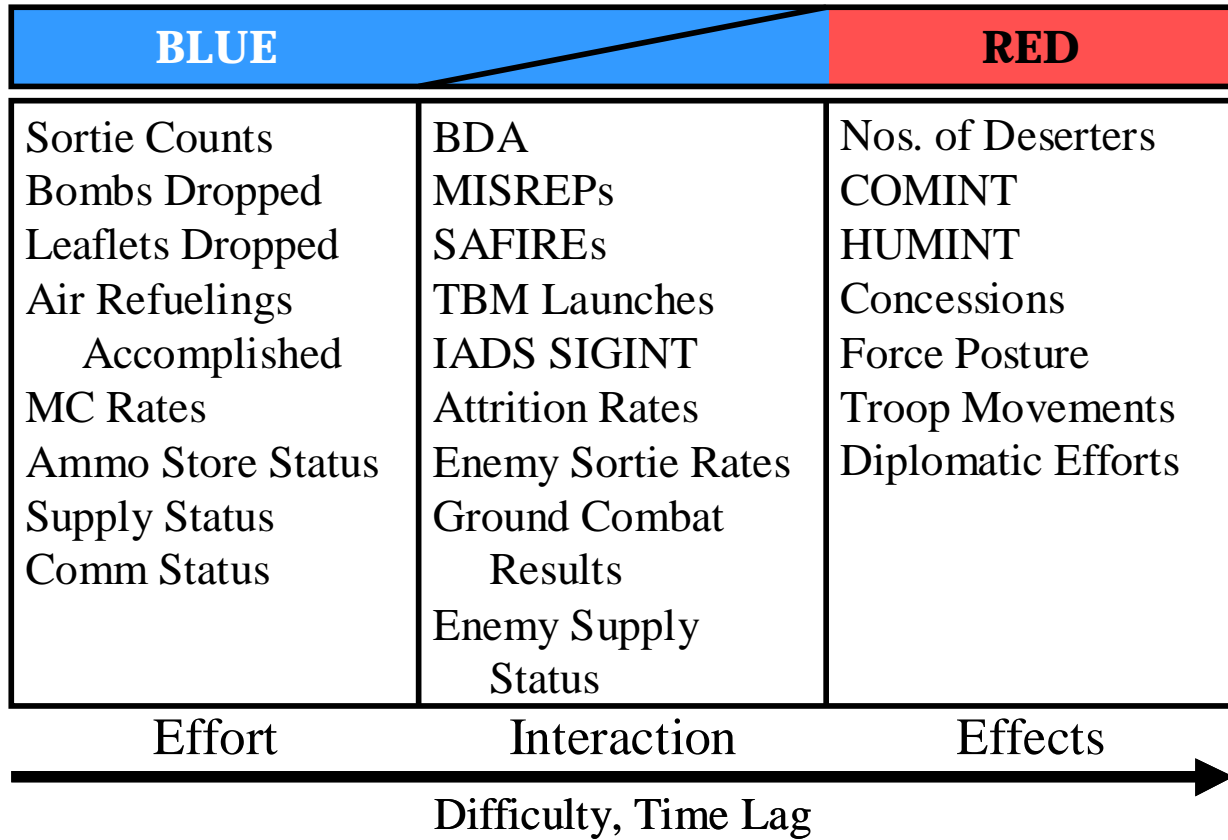 BLUE
RED
Sortie Counts
Bombs Dropped
Leaflets Dropped
Air Refuelings
Accomplished
MC Rates
Ammo Store Status
Supply Status
Comm Status
BDA
MISREPs
SAFIREs
TBM Launches
IADS SIGINT
Attrition Rates
Enemy Sortie Rates
Ground Combat
Results
Enemy Supply
Status
Nos. of Deserters
COMINT
HUMINT
Concessions
Force Posture
Troop Movements
Diplomatic Efforts
Effort
Interaction
Effects
Difficulty, Time Lag